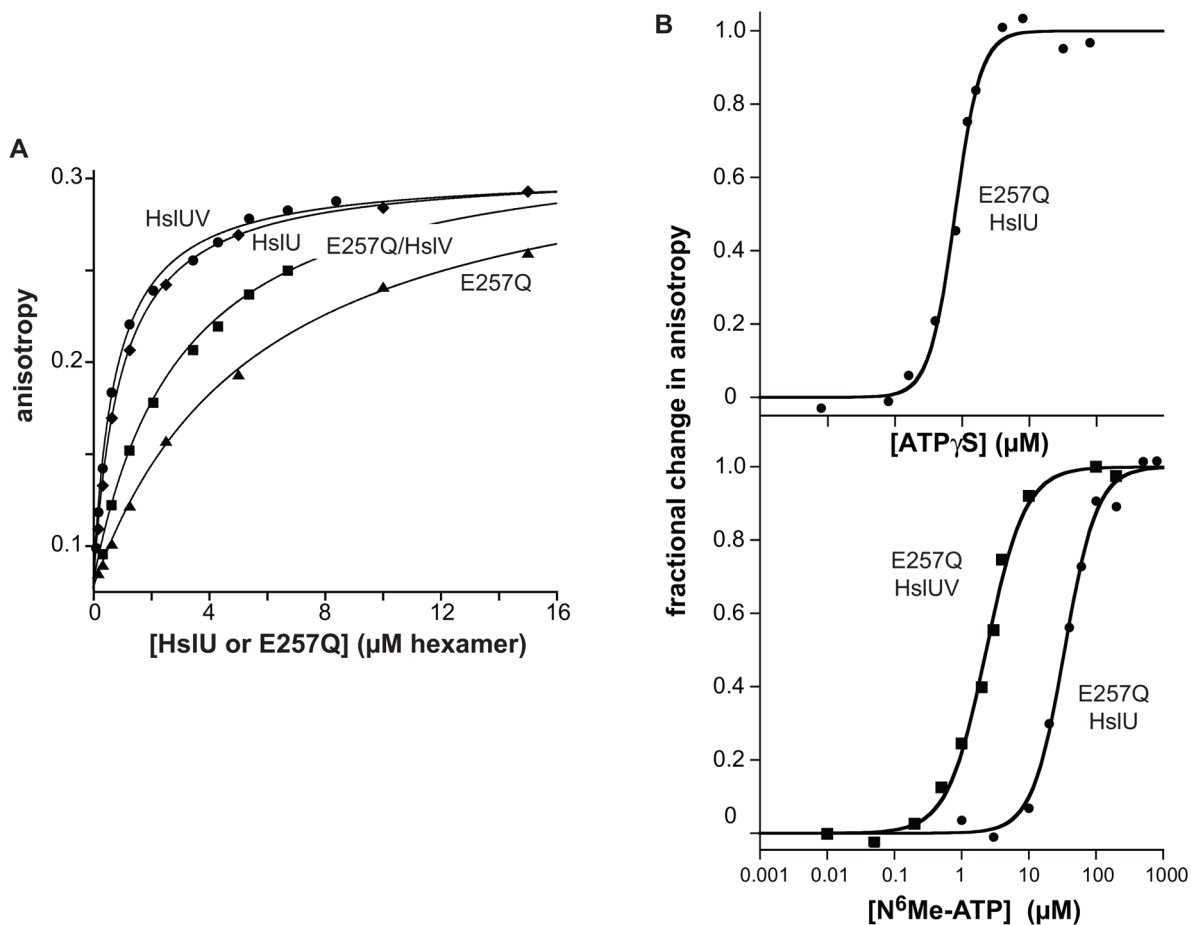 A
anisotropy
0.3
0.2
0.1
HslUV
HslU
E257Q/HslV
E257Q
0 4 8 12 16
[HslU or E257Q] (µM hexamer)
B
fractional change in anisotropy
1.0
0.8
0.6
0.4
0.2
0
E257Q
HslU
[ATPγS] (µM)
1.0
0.8
0.6
0.4
0.2
0
E257Q
HslUV
E257Q
HslU
0.001 0.01 0.1 1 10 100 1000
[N⁶Me-ATP] (µM)